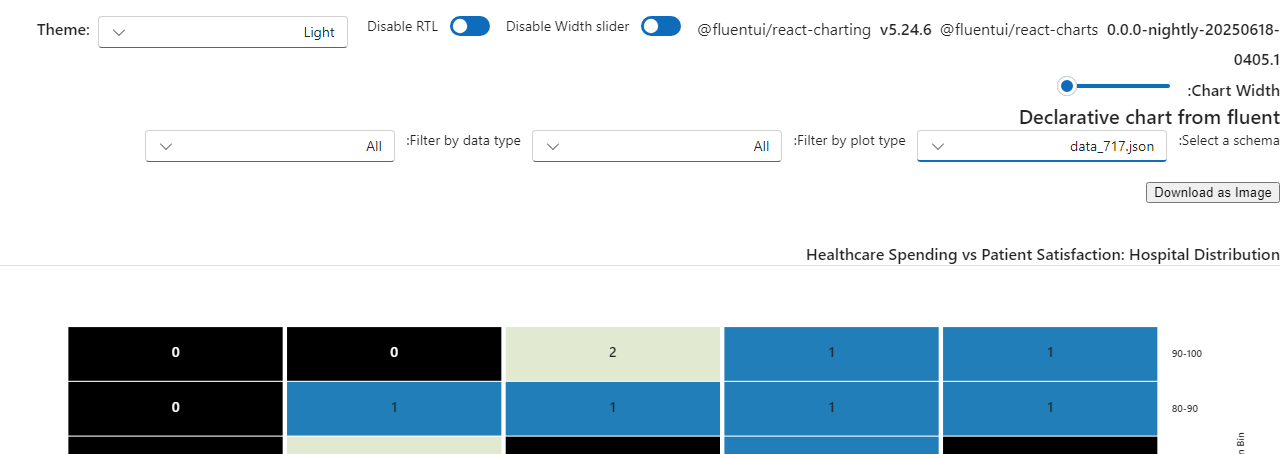 Theme: Light Disable RTL Disable Width slider @fluentui/react-charting v5.24.6 @fluentui/react-charts 0.0.0-nightly-20250618-
0405.1
:Chart Width
Declarative chart from fluent
:Select a schema data_717.json :Filter by plot type All :Filter by data type All
Download as Image
Healthcare Spending vs Patient Satisfaction: Hospital Distribution
0 0 2 1 1 90-100
0 1 1 1 1 80-90
n Bin